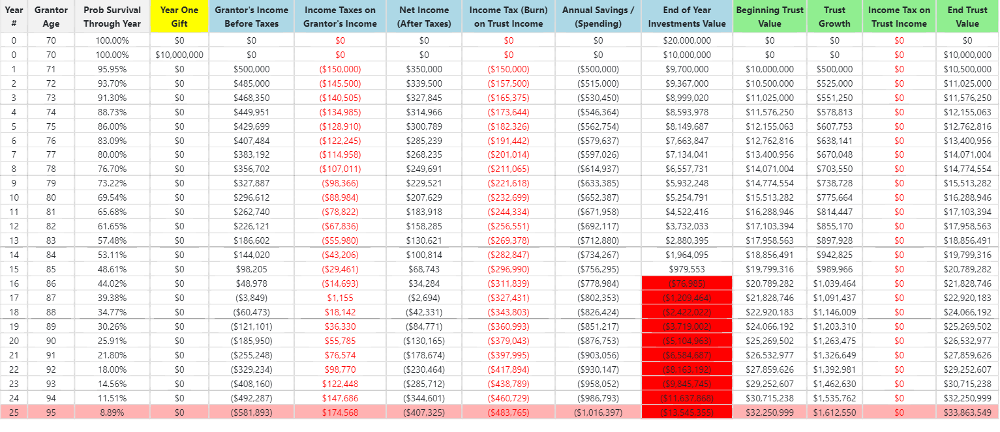 Year # Grantor Age Prob Survival Through Year Year One Gift Grantor's Income Before Taxes Income Taxes on Grantor's Income Net Income (After Taxes) Income Tax (Burn) on Trust Income Annual Savings / (Spending) End of Year Investments Value Beginning Trust Value Trust Growth Income Tax on Trust Income End Trust Value
0 70 100.00% $0 $0 $0 $0 $0 $0 $20,000,000 $0 $0 $0 $0
0 70 100.00% $10,000,000 $0 $0 $0 $0 $0 $10,000,000 $0 $0 $0 $10,000,000
1 71 95.95% $0 $500,000 ($150,000) $350,000 ($150,000) ($500,000) $9,700,000 $10,000,000 $500,000 $0 $10,500,000
2 72 93.70% $0 $485,000 ($145,500) $339,500 ($157,500) ($515,000) $9,367,000 $10,500,000 $525,000 $0 $11,025,000
3 73 91.30% $0 $468,350 ($140,505) $327,845 ($165,375) ($530,450) $8,999,020 $11,025,000 $551,250 $0 $11,576,250
4 74 88.73% $0 $449,951 ($134,985) $314,966 ($173,644) ($546,364) $8,593,978 $11,576,250 $578,813 $0 $12,155,063
5 75 86.00% $0 $429,699 ($128,910) $300,789 ($182,326) ($562,754) $8,149,687 $12,155,063 $607,753 $0 $12,762,816
6 76 83.09% $0 $407,484 ($122,245) $285,239 ($191,442) ($579,637) $7,663,847 $12,762,816 $638,141 $0 $13,400,956
7 77 80.00% $0 $383,192 ($114,958) $268,235 ($201,014) ($597,026) $7,134,041 $13,400,956 $670,048 $0 $14,071,004
8 78 76.70% $0 $356,702 ($107,011) $249,691 ($211,065) ($614,937) $6,557,731 $14,071,004 $703,550 $0 $14,774,554
9 79 73.22% $0 $327,887 ($98,366) $229,521 ($221,618) ($633,385) $5,932,248 $14,774,554 $738,728 $0 $15,513,282
10 80 69.54% $0 $296,612 ($88,984) $207,629 ($232,699) ($652,387) $5,254,791 $15,513,282 $775,664 $0 $16,288,946
11 81 65.68% $0 $262,740 ($78,822) $183,918 ($244,334) ($671,958) $4,522,416 $16,288,946 $814,447 $0 $17,103,394
12 82 61.65% $0 $226,121 ($67,836) $158,285 ($256,551) ($692,117) $3,732,033 $17,103,394 $855,170 $0 $17,958,563
13 83 57.48% $0 $186,602 ($55,980) $130,621 ($269,378) ($712,880) $2,880,395 $17,958,563 $897,928 $0 $18,856,491
14 84 53.11% $0 $144,020 ($43,206) $100,814 ($282,847) ($734,267) $1,964,095 $18,856,491 $942,825 $0 $19,799,316
15 85 48.61% $0 $98,205 ($29,461) $68,743 ($296,990) ($756,295) $979,553 $19,799,316 $989,966 $0 $20,789,282
16 86 44.02% $0 $48,978 ($14,693) $34,284 ($311,839) ($778,984) ($76,985) $20,789,282 $1,039,464 $0 $21,828,746
17 87 39.38% $0 ($3,849) $1,155 ($2,694) ($327,431) ($802,353) ($1,209,464) $21,828,746 $1,091,437 $0 $22,920,183
18 88 34.77% $0 ($60,473) $18,142 ($42,331) ($343,803) ($826,424) ($2,422,022) $22,920,183 $1,146,009 $0 $24,066,192
19 89 30.26% $0 ($121,101) $36,330 ($84,771) ($360,993) ($851,217) ($3,719,002) $24,066,192 $1,203,310 $0 $25,269,502
20 90 25.91% $0 ($185,950) $55,785 ($130,165) ($379,043) ($876,753) ($5,104,963) $25,269,502 $1,263,475 $0 $26,532,977
21 91 21.80% $0 ($255,248) $76,574 ($178,674) ($397,995) ($903,056) ($6,584,687) $26,532,977 $1,326,649 $0 $27,859,626
22 92 18.00% $0 ($329,234) $98,770 ($230,464) ($417,894) ($930,147) ($8,163,192) $27,859,626 $1,392,981 $0 $29,252,607
23 93 14.56% $0 ($408,160) $122,448 ($285,712) ($438,789) ($958,052) ($9,845,745) $29,252,607 $1,462,630 $0 $30,715,238
24 94 11.51% $0 ($492,287) $147,686 ($344,601) ($460,729) ($986,793) ($11,637,868) $30,715,238 $1,535,762 $0 $32,250,999
25 95 8.89% $0 ($581,893) $174,568 ($407,325) ($483,765) ($1,016,397) ($13,545,355) $32,250,999 $1,612,550 $0 $33,863,549